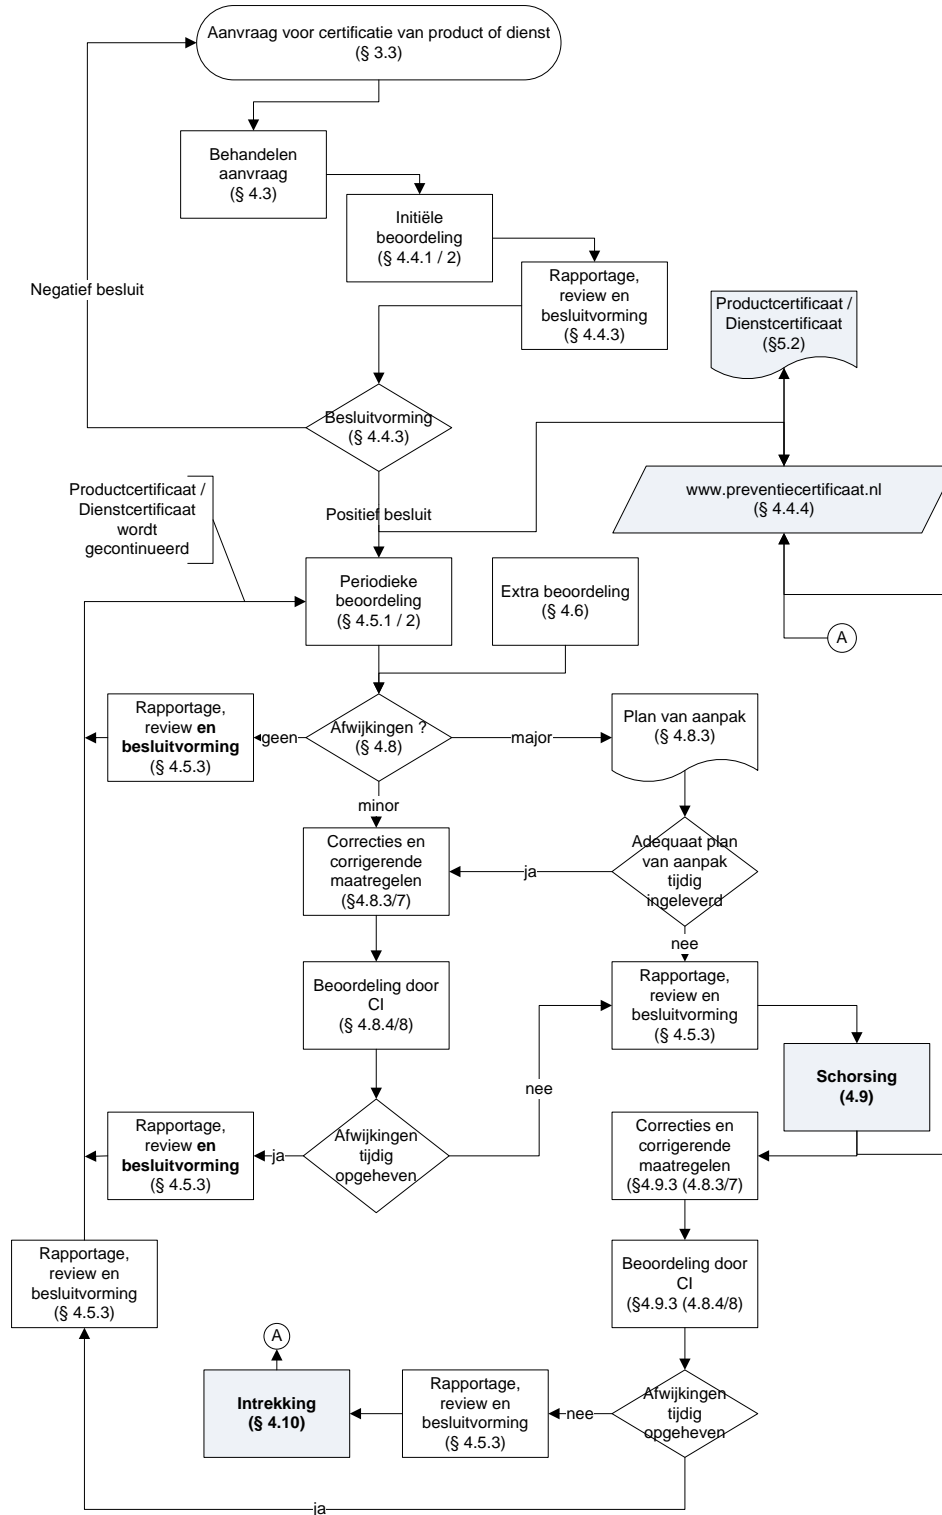 Aanvraag voor certificatie van product of dienst
(§ 3.3)
Behandelen
aanvraag
(§ 4.3)
Initiële
beoordeling
(§ 4.4.1 / 2)
Rapportage,
review en
besluitvorming
(§ 4.4.3)
Negatief besluit
Productcertificaat /
Dienstcertificaat
(§5.2)
Besluitvorming
(§ 4.4.3)
www.preventiecertificaat.nl
(§ 4.4.4)
Productcertificaat /
Dienstcertificaat
wordt
gecontinueerd
Positief besluit
Periodieke
beoordeling
(§ 4.5.1 / 2)
Extra beoordeling
(§ 4.6)
A
Rapportage,
review en
besluitvorming
(§ 4.5.3)
geen
Afwijkingen ?
(§ 4.8)
major
Plan van aanpak
(§ 4.8.3)
minor
Correcties en
corrigerende
maatregelen
(§4.8.3/7)
ja
Adequaat plan
van aanpak
tijdig
ingeleverd
nee
Beoordeling door
CI
(§ 4.8.4/8)
Rapportage,
review en
besluitvorming
(§ 4.5.3)
Schorsing
(4.9)
nee
Rapportage,
review en
besluitvorming
(§ 4.5.3)
ja
Afwijkingen
tijdig
opgeheven
Correcties en
corrigerende
maatregelen
(§4.9.3 (4.8.3/7)
Rapportage,
review en
besluitvorming
(§ 4.5.3)
Beoordeling door
CI
(§4.9.3 (4.8.4/8)
A
Intrekking
(§ 4.10)
Rapportage,
review en
besluitvorming
(§ 4.5.3)
nee
Afwijkingen
tijdig
opgeheven
ja